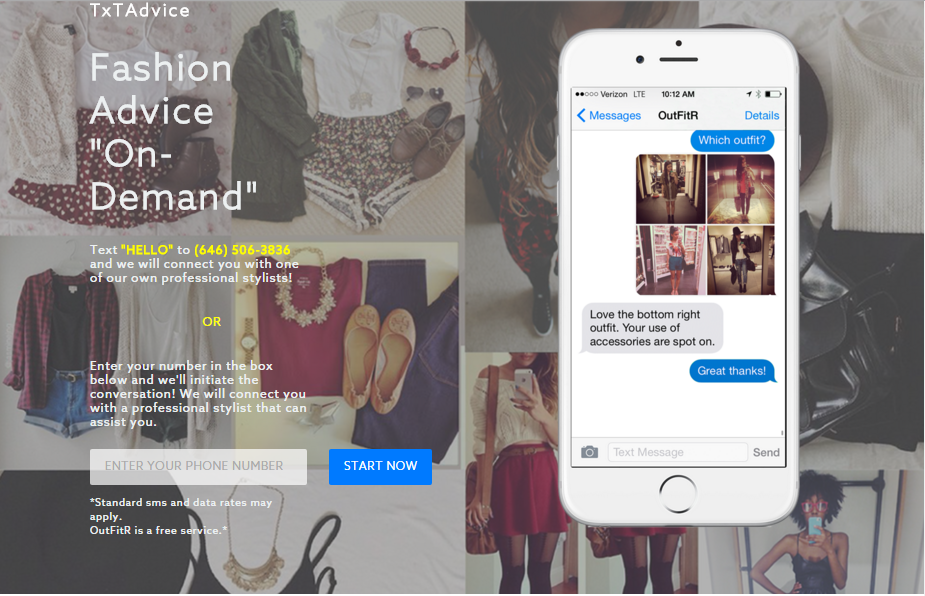 TxTAdvice
Fashion
Advice
"On-
Demand"
Text "HELLO" to (646) 506-3836
and we will connect you with one
of our own professional stylists!
OR
Enter your number in the box
below and we'll initiate the
conversation! We will connect you
with a professional stylist that can
assist you.
ENTER YOUR PHONE NUMBER
START NOW
*Standard sms and data rates may
apply.
OutFitR is a free service.*
Verizon LTE 10:12 AM
Messages OutFitR Details
Which outfit?
Love the bottom right
outfit. Your use of
accessories are spot on.
Great thanks!
Text Message Send